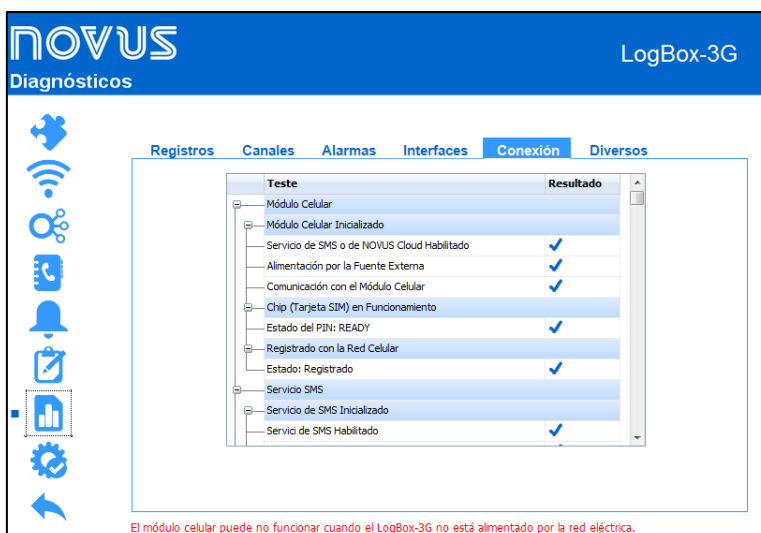 novus
LogBox-3G
Diagnósticos
Registros Canales Alarmas Interfaces Conexión Diversos
Teste Resultado
Módulo Celular
Módulo Celular Inicializado
Servicio de SMS o de NOVUS Cloud Habilitado
Alimentación por la Fuente Externa
Comunicación con el Módulo Celular
Chip (Tarjeta SIM) en Funcionamiento
Estado del PIN: READY
Registrado con la Red Celular
Estado: Registrado
Servicio SMS
Servicio de SMS Inicializado
Servici de SMS Habilitado
El módulo celular puede no funcionar cuando el LogBox-3G no está alimentado por la red eléctrica.